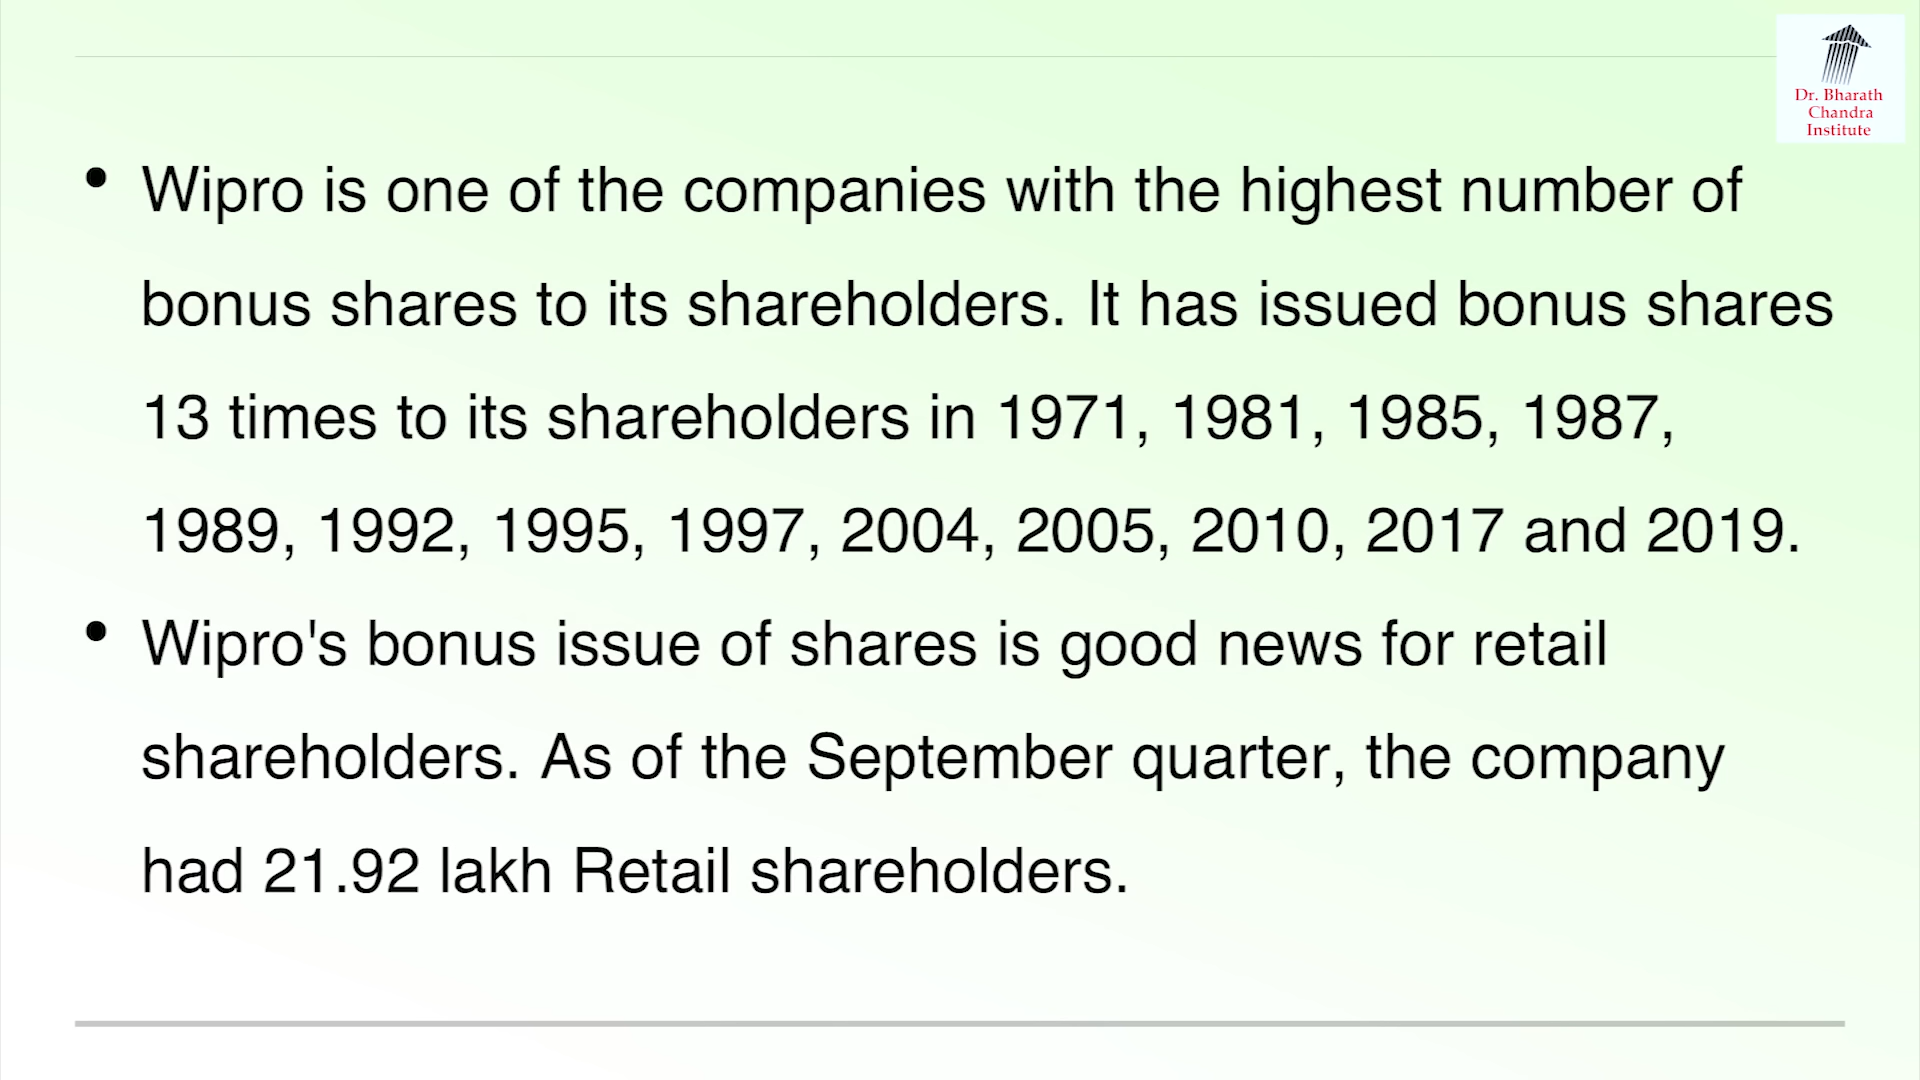 Dr. Bharath
Chandra
Institute
• Wipro is one of the companies with the highest number of
bonus shares to its shareholders. It has issued bonus shares
13 times to its shareholders in 1971, 1981, 1985, 1987,
1989, 1992, 1995, 1997, 2004, 2005, 2010, 2017 and 2019.
• Wipro's bonus issue of shares is good news for retail
shareholders. As of the September quarter, the company
had 21.92 lakh Retail shareholders.